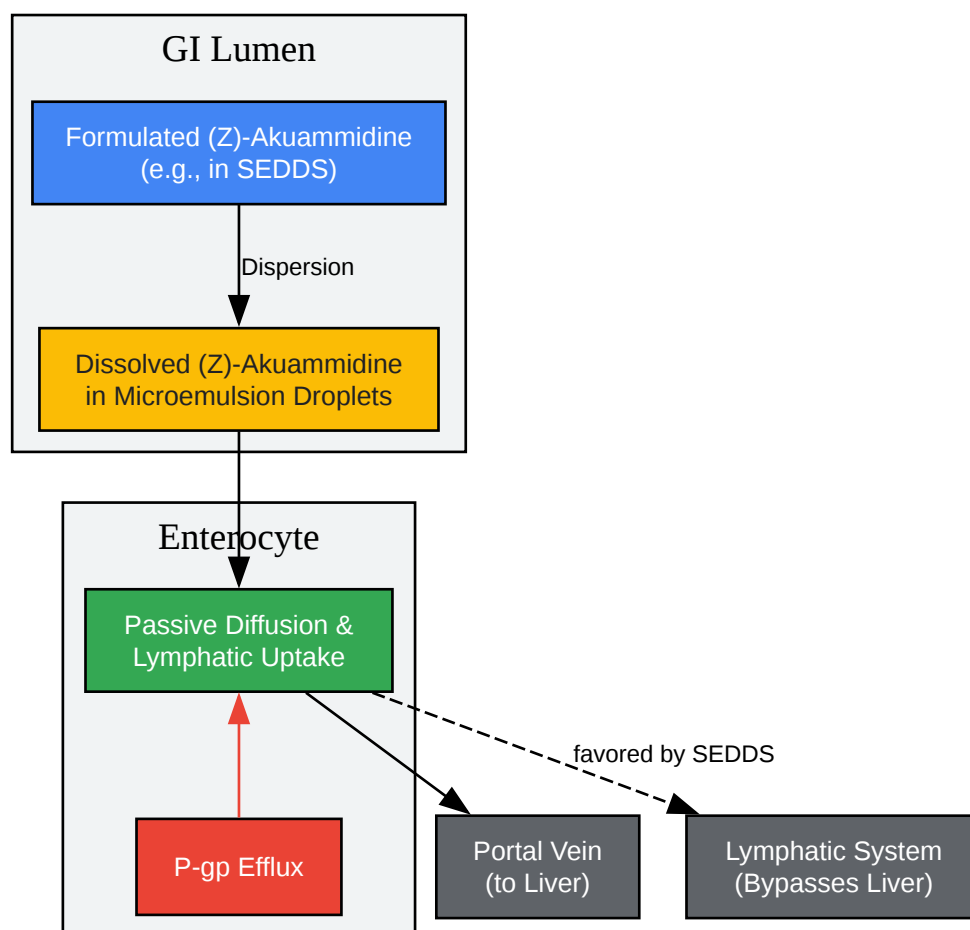 GI Lumen
Formulated (Z)-Akuammidine
(e.g., in SEDDS)
Dispersion
Dissolved (Z)-Akuammidine
in Microemulsion Droplets
Enterocyte
Passive Diffusion &
Lymphatic Uptake
favored by SEDDS
P-gp Efflux
Portal Vein
(to Liver)
Lymphatic System
(Bypasses Liver)